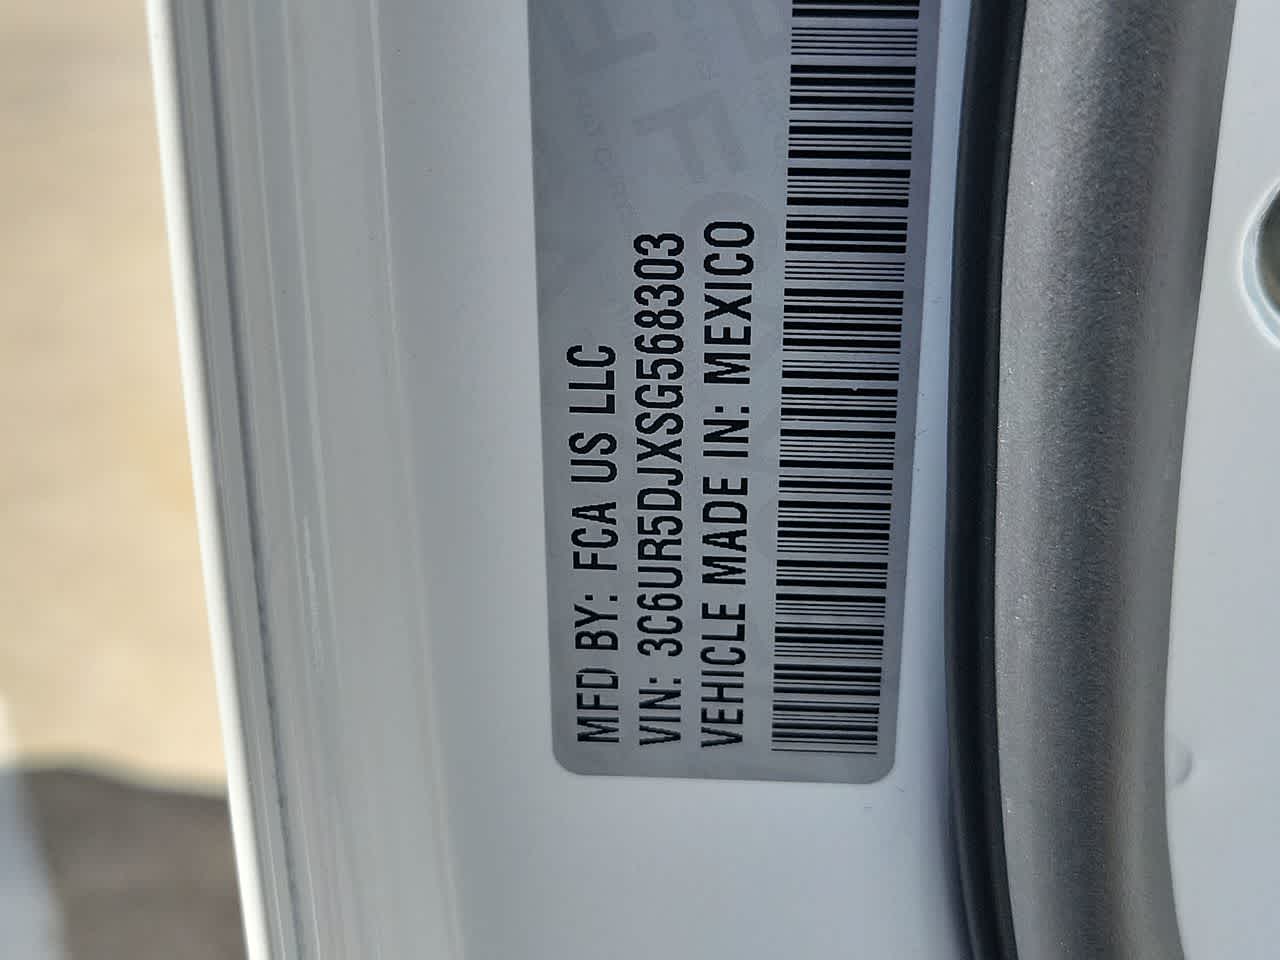 MFD BY: FCA US LLC
VIN: 3C6UR5DJXSG568303
VEHICLE MADE IN: MEXICO